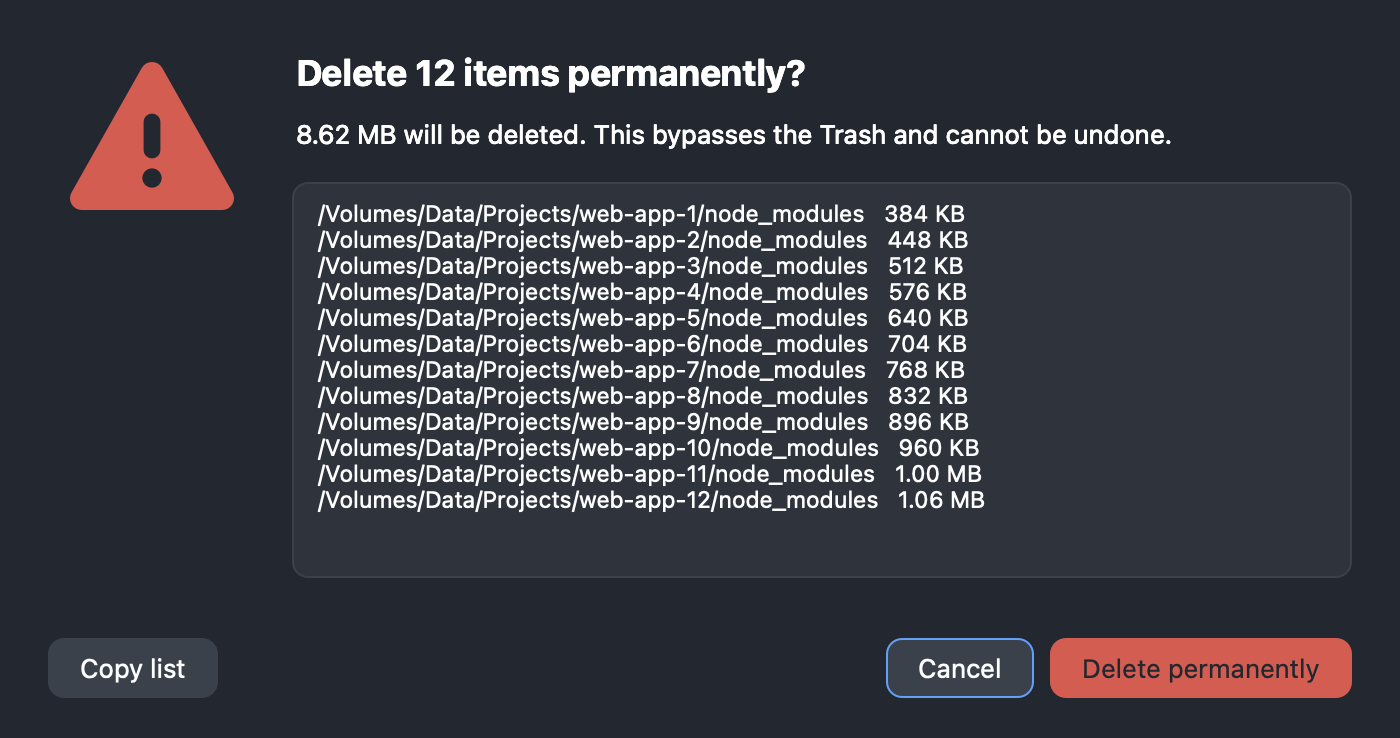 Delete 12 items permanently?
8.62 MB will be deleted. This bypasses the Trash and cannot be undone.
/Volumes/Data/Projects/web-app-1/node_modules 384 KB
/Volumes/Data/Projects/web-app-2/node_modules 448 KB
/Volumes/Data/Projects/web-app-3/node_modules 512 KB
/Volumes/Data/Projects/web-app-4/node_modules 576 KB
/Volumes/Data/Projects/web-app-5/node_modules 640 KB
/Volumes/Data/Projects/web-app-6/node_modules 704 KB
/Volumes/Data/Projects/web-app-7/node_modules 768 KB
/Volumes/Data/Projects/web-app-8/node_modules 832 KB
/Volumes/Data/Projects/web-app-9/node_modules 896 KB
/Volumes/Data/Projects/web-app-10/node_modules 960 KB
/Volumes/Data/Projects/web-app-11/node_modules 1.00 MB
/Volumes/Data/Projects/web-app-12/node_modules 1.06 MB
Copy list Cancel Delete permanently